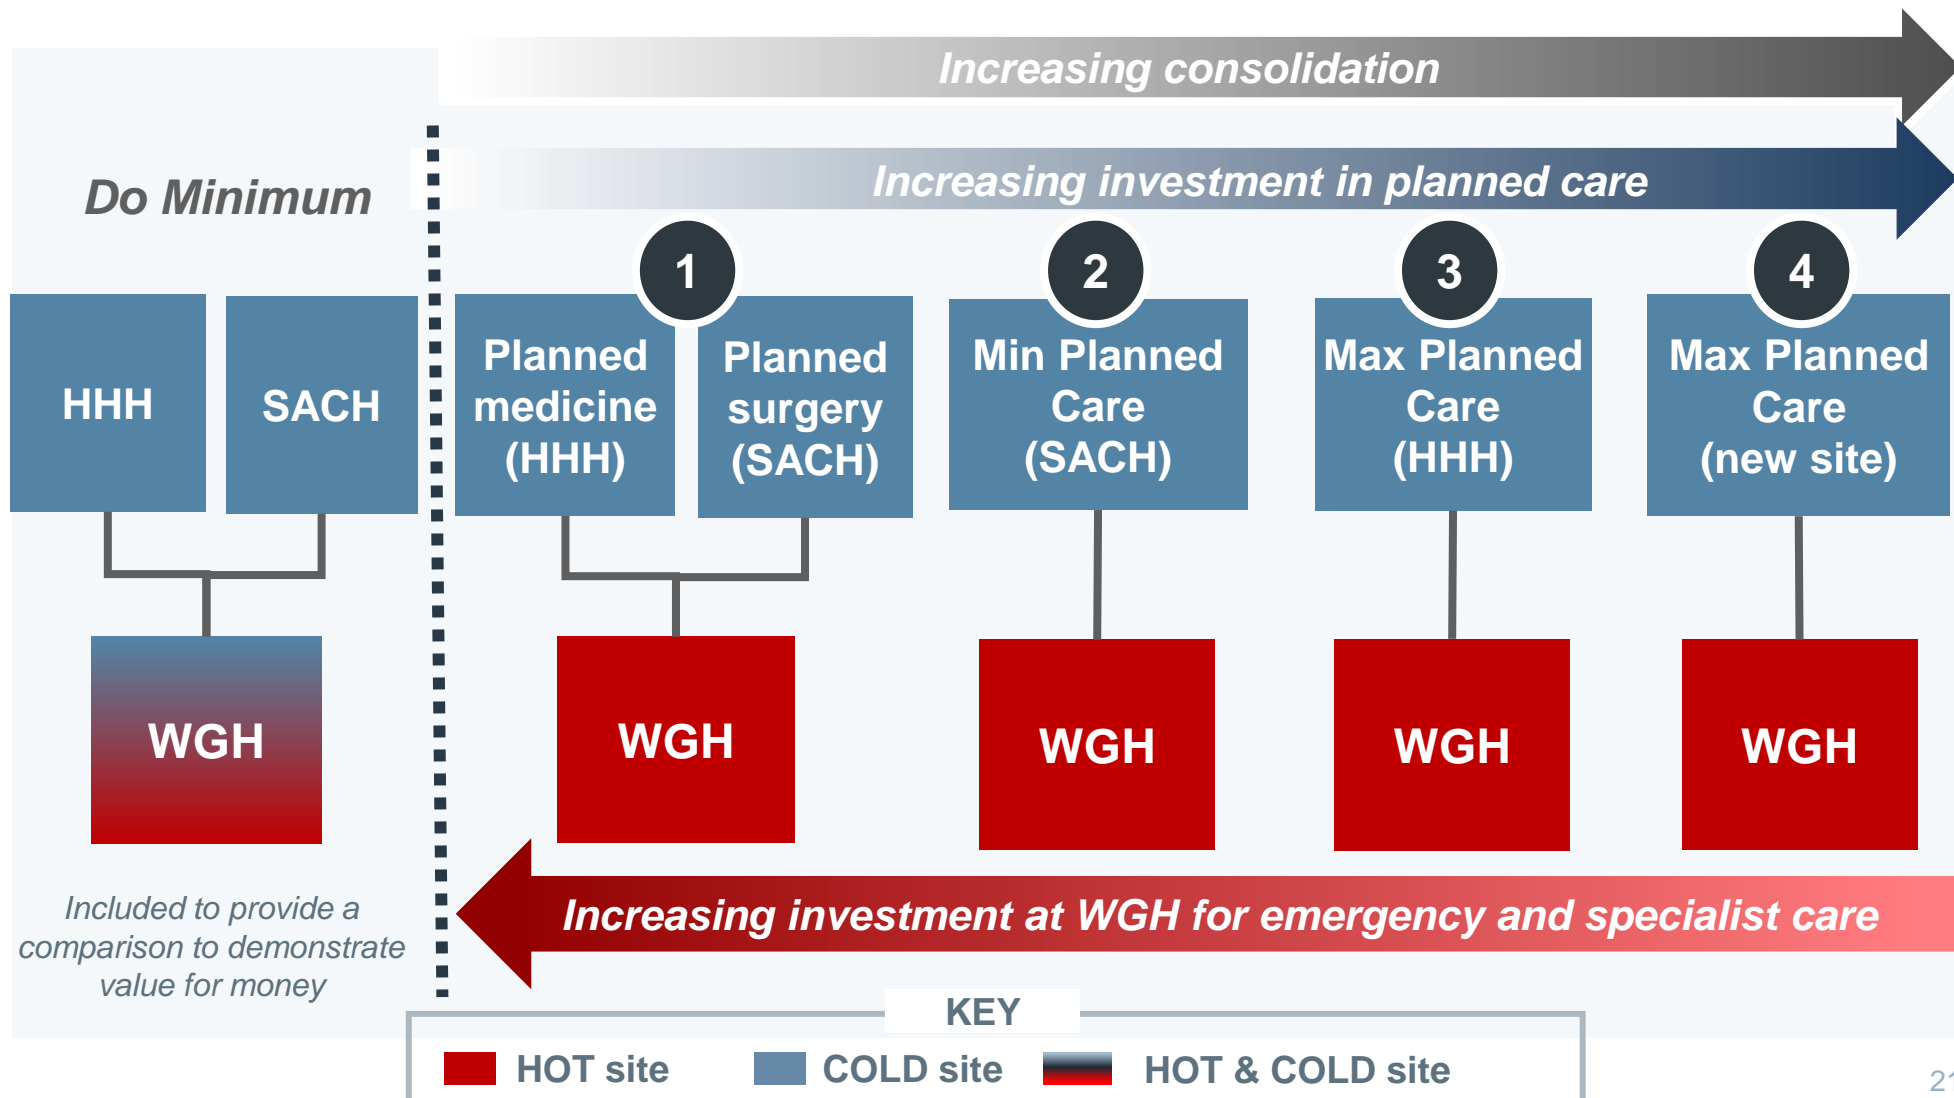 Increasing consolidation
Increasing investment in planned care
Do Minimum
1
2
3
4
HHH
SACH
Planned
medicine
(HHH)
Planned
surgery
(SACH)
Min Planned
Care
(SACH)
Max Planned
Care
(HHH)
Max Planned
Care
(new site)
WGH
WGH
WGH
WGH
WGH
Included to provide a
comparison to demonstrate
value for money
Increasing investment at WGH for emergency and specialist care
KEY
HOT site
COLD site
HOT & COLD site
21